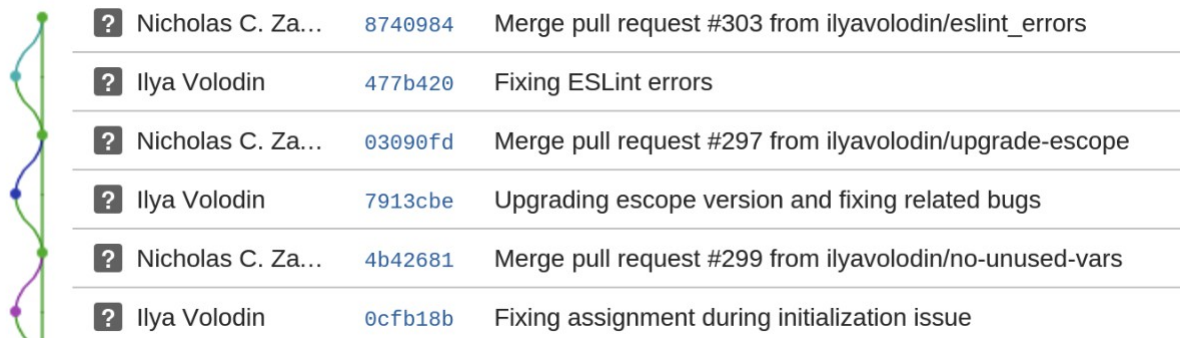 ? Nicholas C. Za... 8740984 Merge pull request #303 from ilyavolodin/eslint_errors
? Ilya Volodin 477b420 Fixing ESLint errors
? Nicholas C. Za... 03090fd Merge pull request #297 from ilyavolodin/upgrade-escope
? Ilya Volodin 7913cbe Upgrading escope version and fixing related bugs
? Nicholas C. Za... 4b42681 Merge pull request #299 from ilyavolodin/no-unused-vars
? Ilya Volodin 0cfb18b Fixing assignment during initialization issue